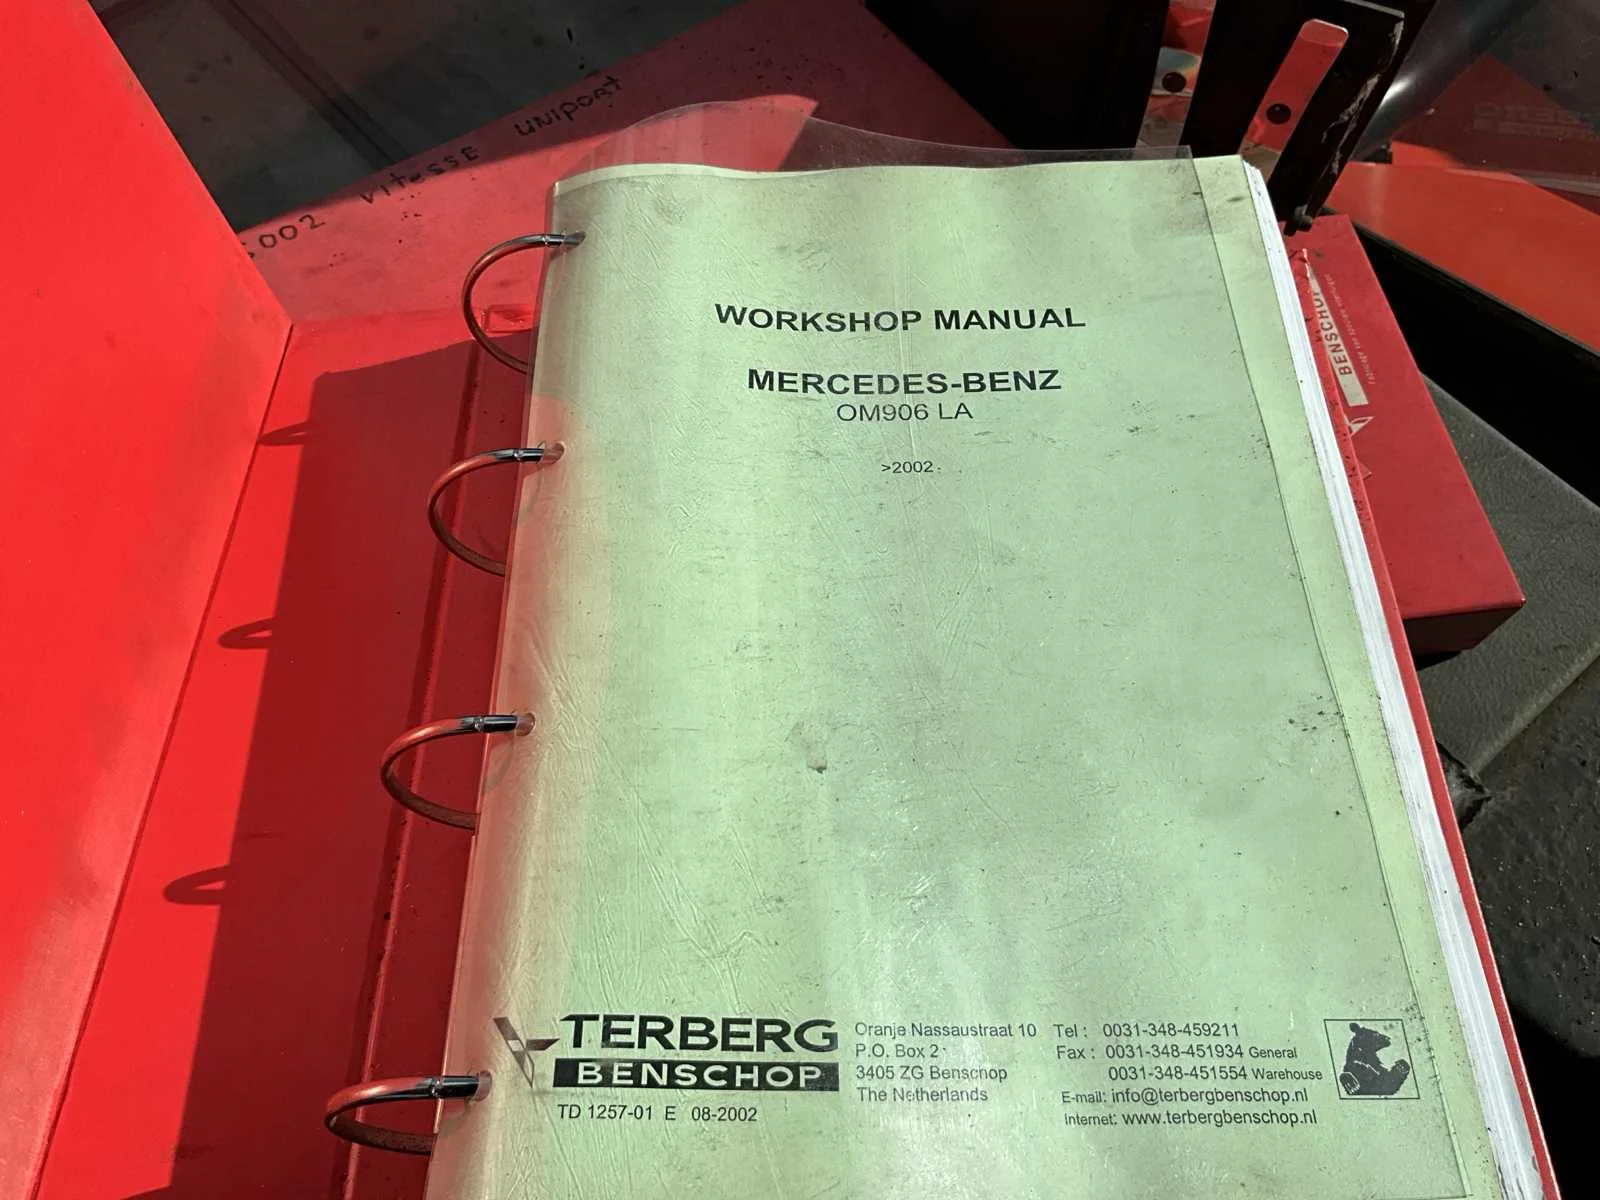 002 vitesse uniport
WORKSHOP MANUAL
MERCEDES-BENZ
OM906 LA
>2002
BENSCHOP
TERBERG
BENSCHOP
TD 1257-01 E 08-2002
Oranje Nassaustraat 10
P.O. Box 2
3405 ZG Benschop
The Netherlands
Tel : 0031-348-459211
Fax : 0031-348-451934 General
0031-348-451554 Warehouse
E-mail: info@terbergbenschop.nl
Internet: www.terbergbenschop.nl